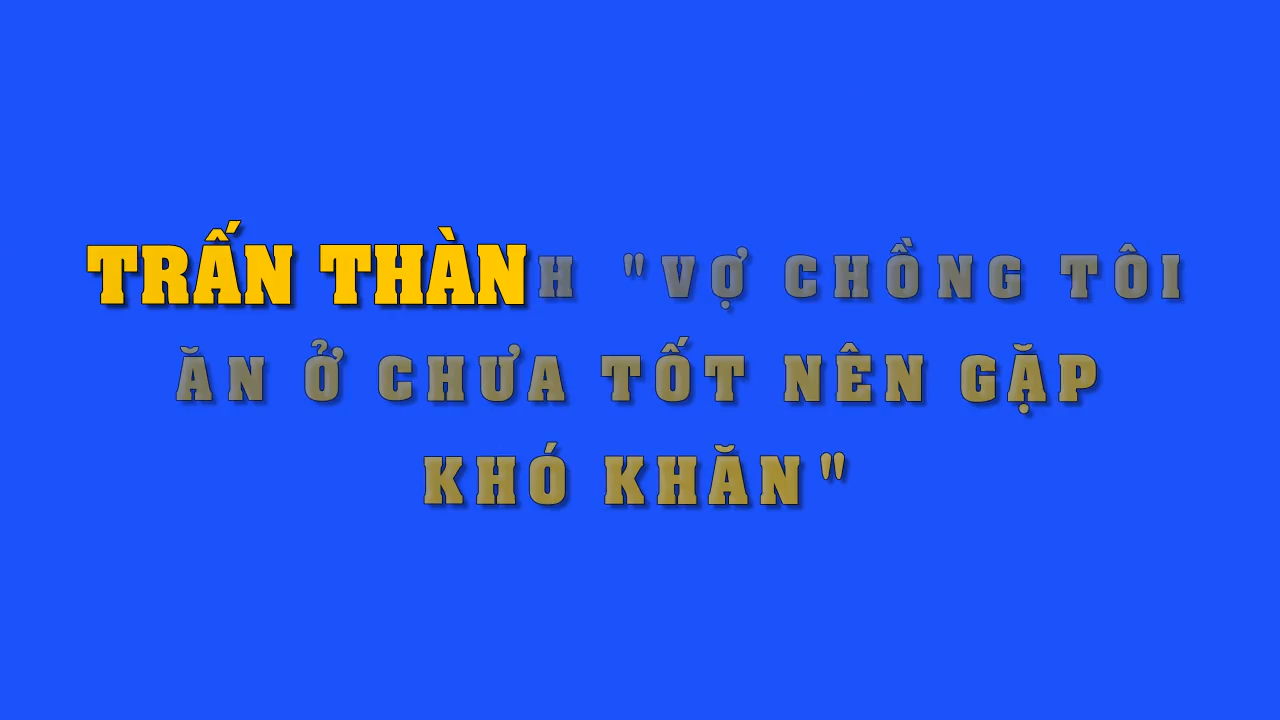 TRẤN THÀNH "VỢ CHỒNG TÔI
ĂN Ở CHƯA TỐT NÊN GẶP
KHÓ KHĂN"